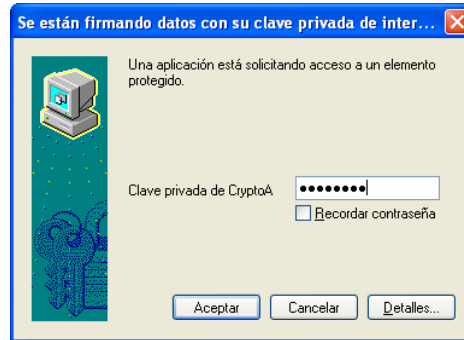 Se están firmando datos con su clave privada de inter...
Una aplicación está solicitando acceso a un elemento
protegido.
Clave privada de CryptoA
Recordar contraseña
Aceptar
Cancelar
Detalles...